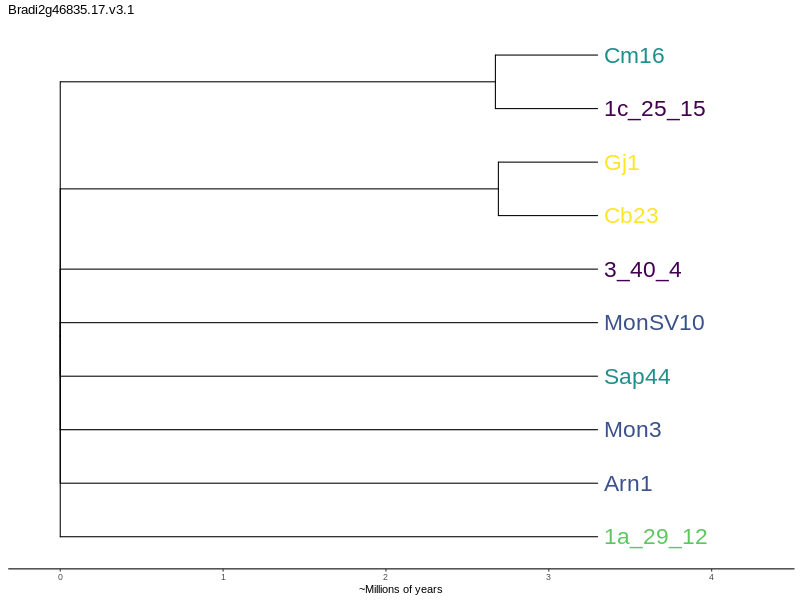 Bradi2g46835.17.v3.1
Cm16
1c_25_15
Gj1
Cb23
3_40_4
MonSV10
Sap44
Mon3
Arn1
1a_29_12
0 1 2 3 4
~Millions of years